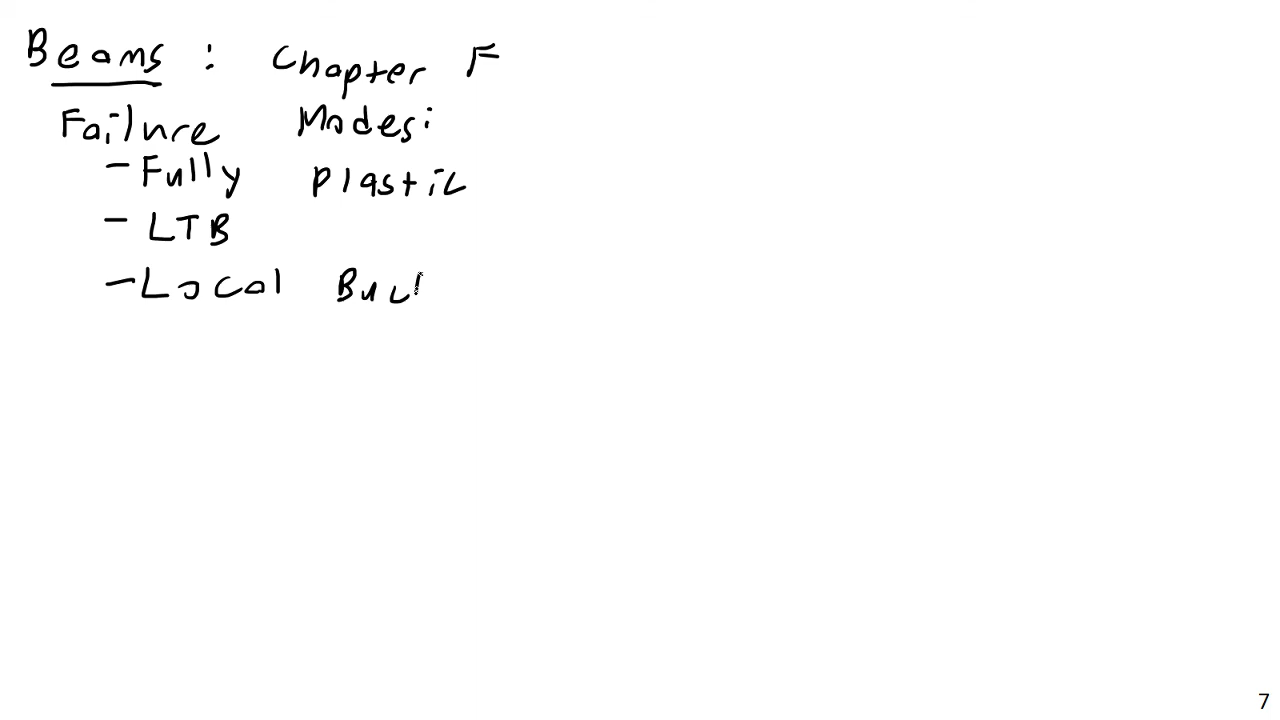 Beams : Chapter F
Failure Modes:
- Fully Plastic
- LTB
- Local Buc
7